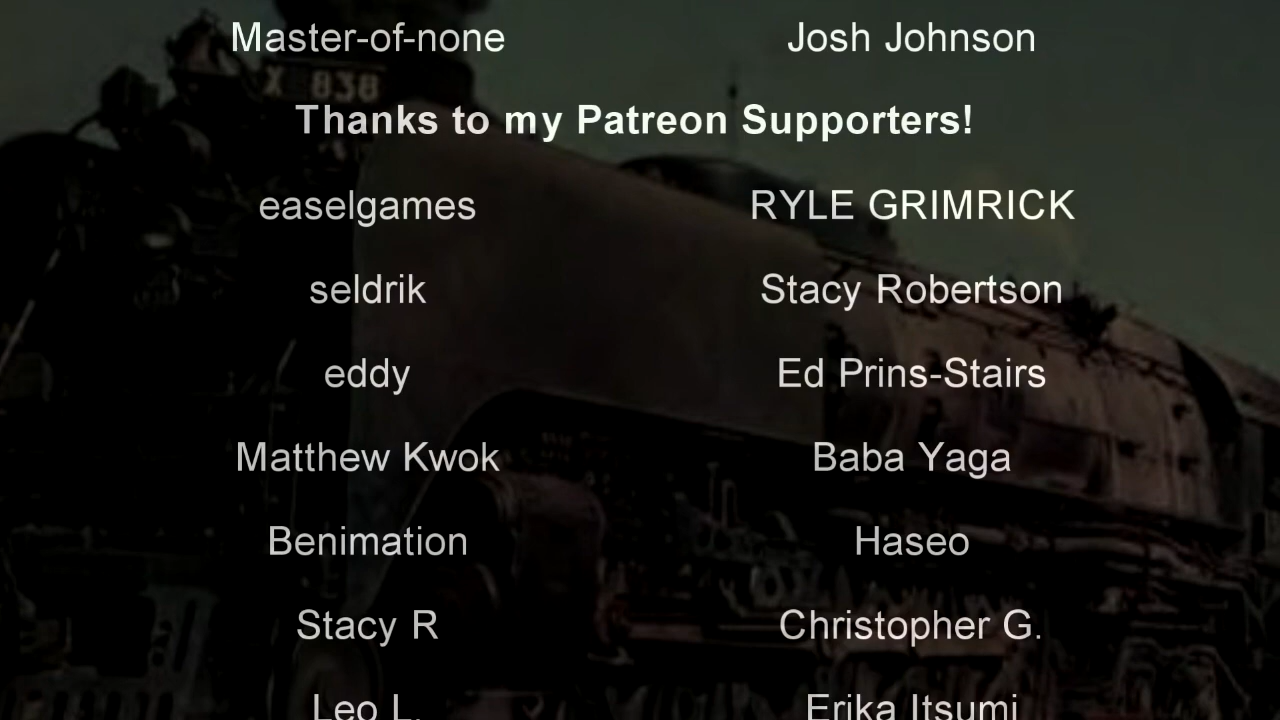 Master-of-none Josh Johnson
X 838
Thanks to my Patreon Supporters!
easelgames RYLE GRIMRICK
seldrik Stacy Robertson
eddy Ed Prins-Stairs
Matthew Kwok Baba Yaga
Benimation Haseo
Stacy R Christopher G.
Leo L. Erika Itsumi